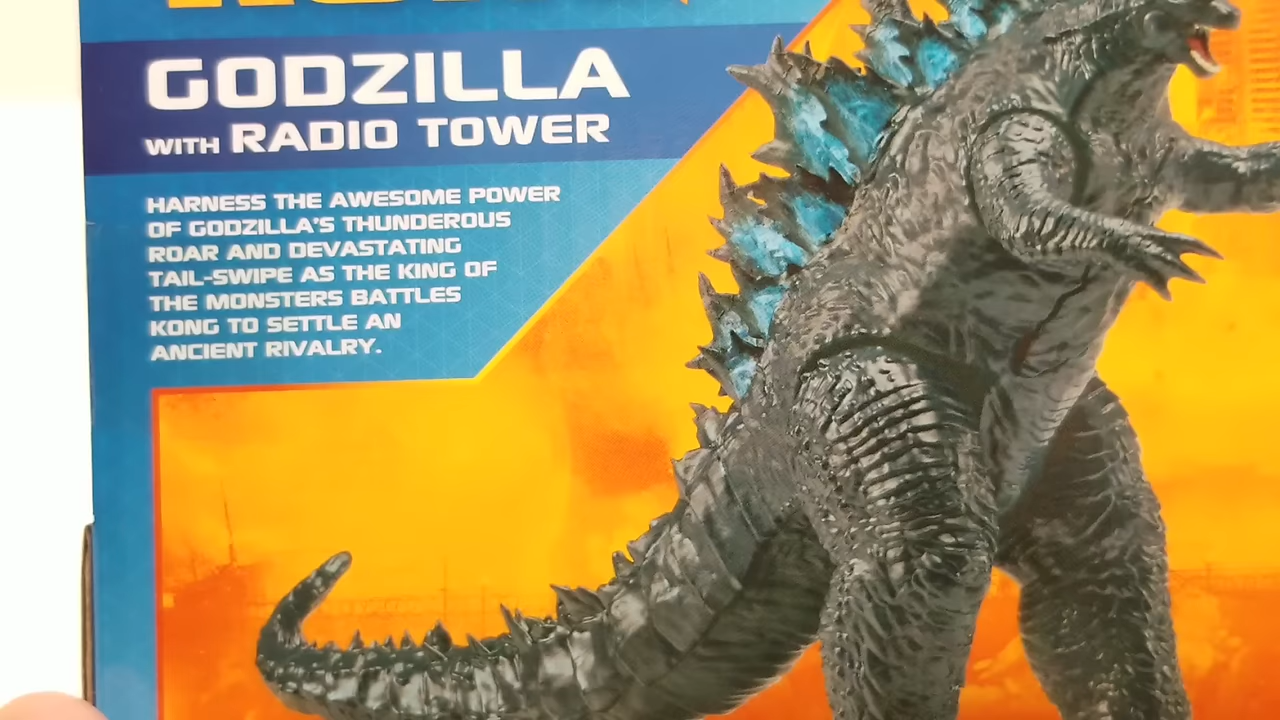 GODZILLA
WITH RADIO TOWER
HARNESS THE AWESOME POWER
OF GODZILLA'S THUNDEROUS
ROAR AND DEVASTATING
TAIL-SWIPE AS THE KING OF
THE MONSTERS BATTLES
KONG TO SETTLE AN
ANCIENT RIVALRY.